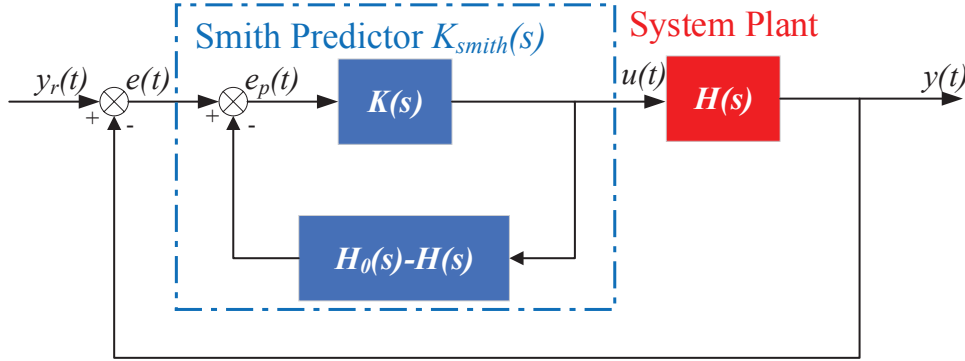 Smith Predictor K_smith(s)
System Plant
y_r(t)
e(t)
e_p(t)
u(t)
y(t)
K(s)
H(s)
+
-
+
-
H_0(s)-H(s)